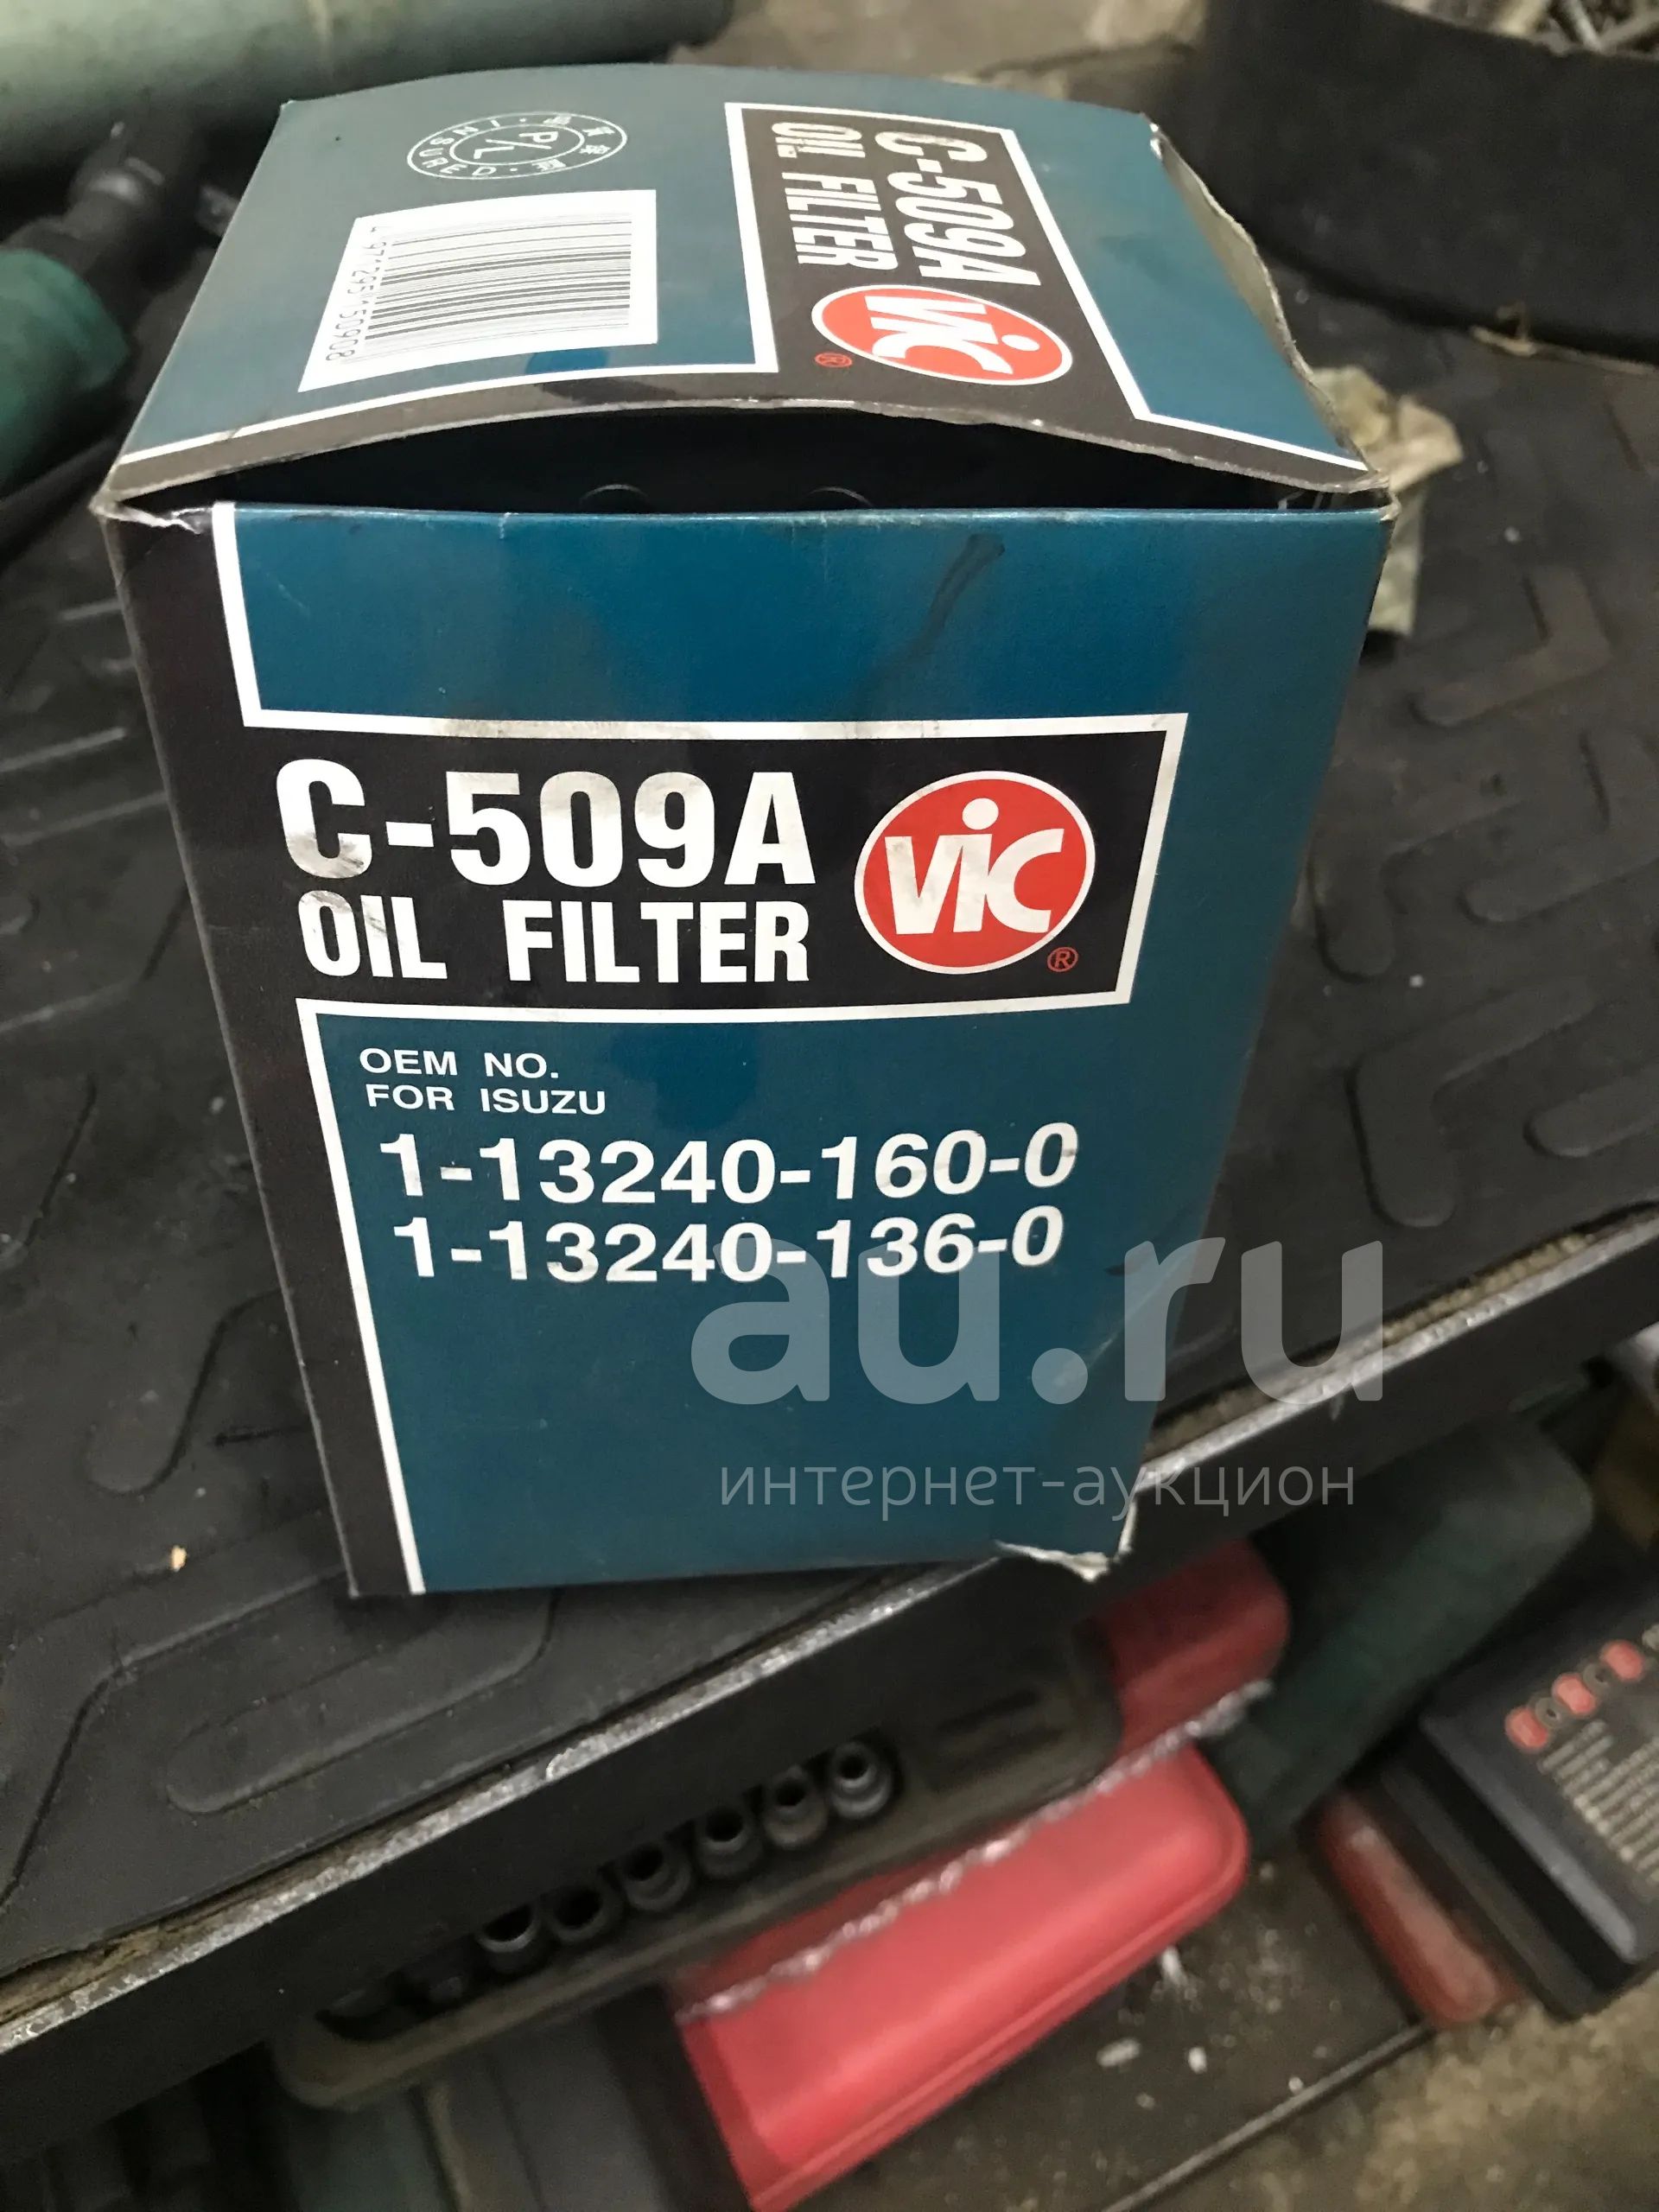 INSURED
P/L
C-509A
OIL FILTER
VIC
®
C-509A
OIL FILTER
VIC
®
OEM NO.
FOR ISUZU
1-13240-160-0
1-13240-136-0
au.ru
интернет-аукцион